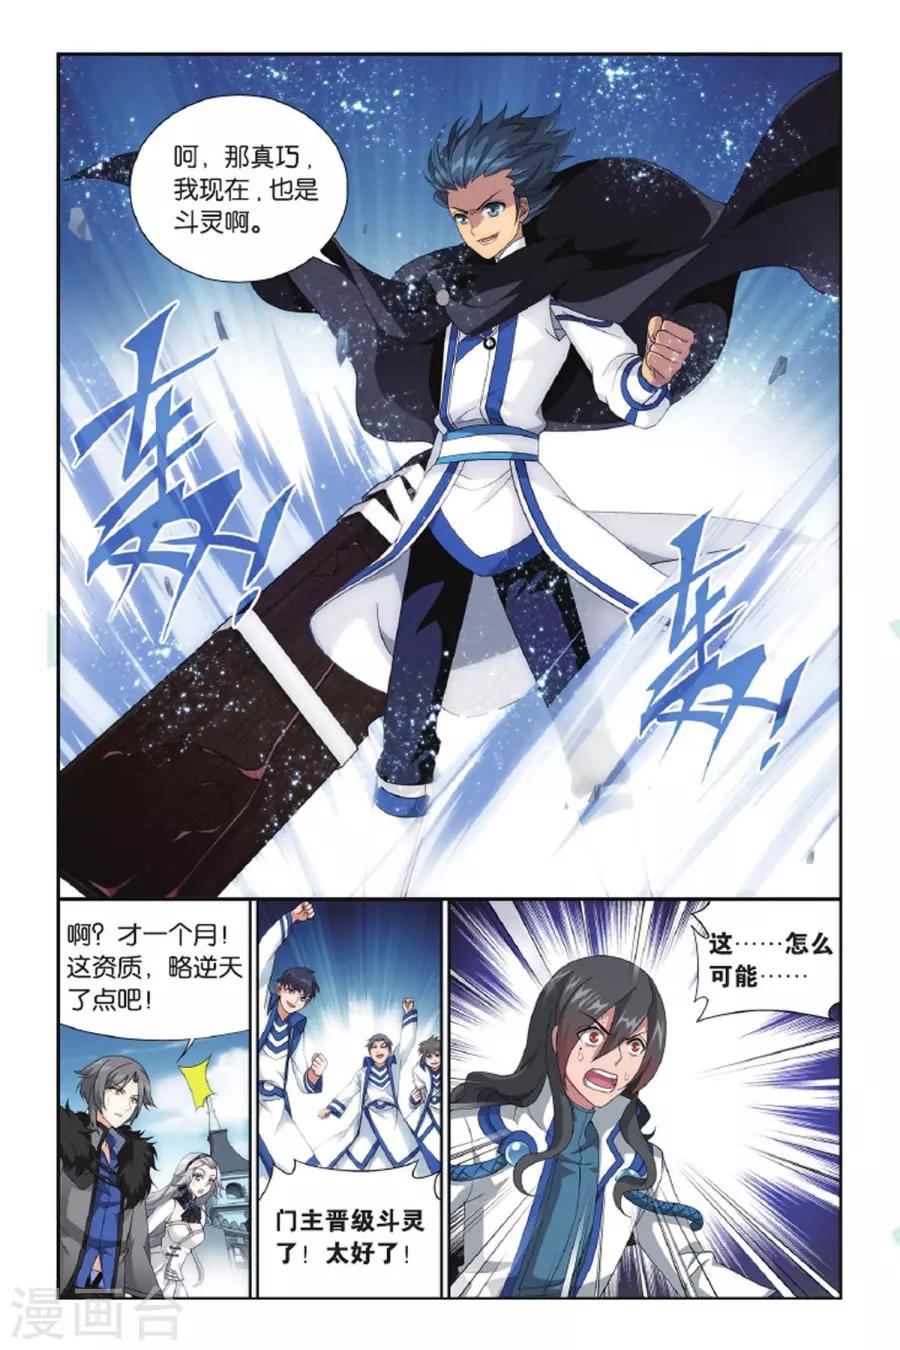 呵，那真巧，
我现在，也是
斗灵啊。
轰！
轰！
啊？才一个月！
这资质，略逆天
了点吧！
门主晋级斗灵
了！太好了！
这……怎么
可能……
漫画台